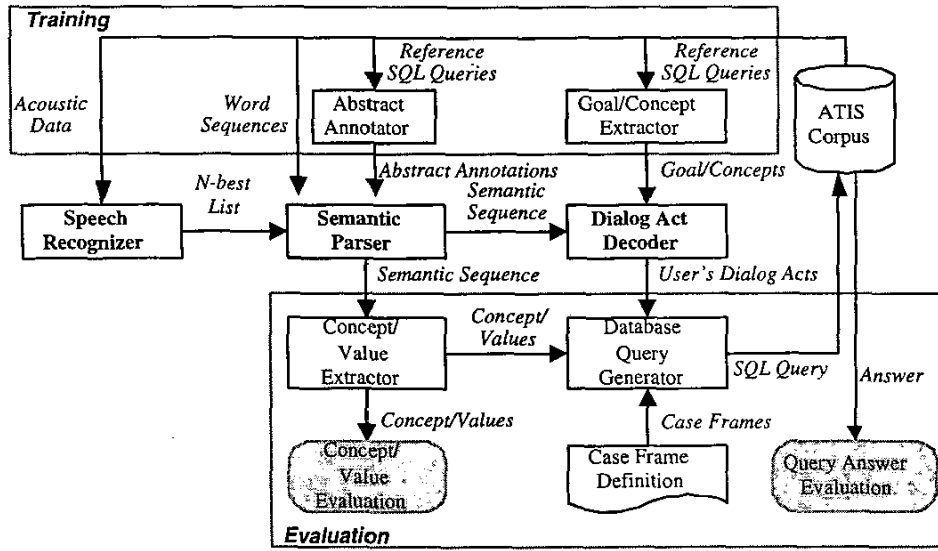 Training
Reference
SQL Queries
Reference
SQL Queries
Acoustic
Data
Word
Sequences
Abstract
Annotator
Goal/Concept
Extractor
ATIS
Corpus
N-best
List
Abstract Annotations
Semantic
Sequence
Goal/Concepts
Speech
Recognizer
Semantic
Parser
Dialog Act
Decoder
Semantic Sequence
User's Dialog Acts
Concept/
Value
Extractor
Concept/
Values
Database
Query
Generator
SQL Query
Answer
Concept/Values
Case Frames
Concept/
Value
Evaluation
Case Frame
Definition
Query Answer
Evaluation
Evaluation